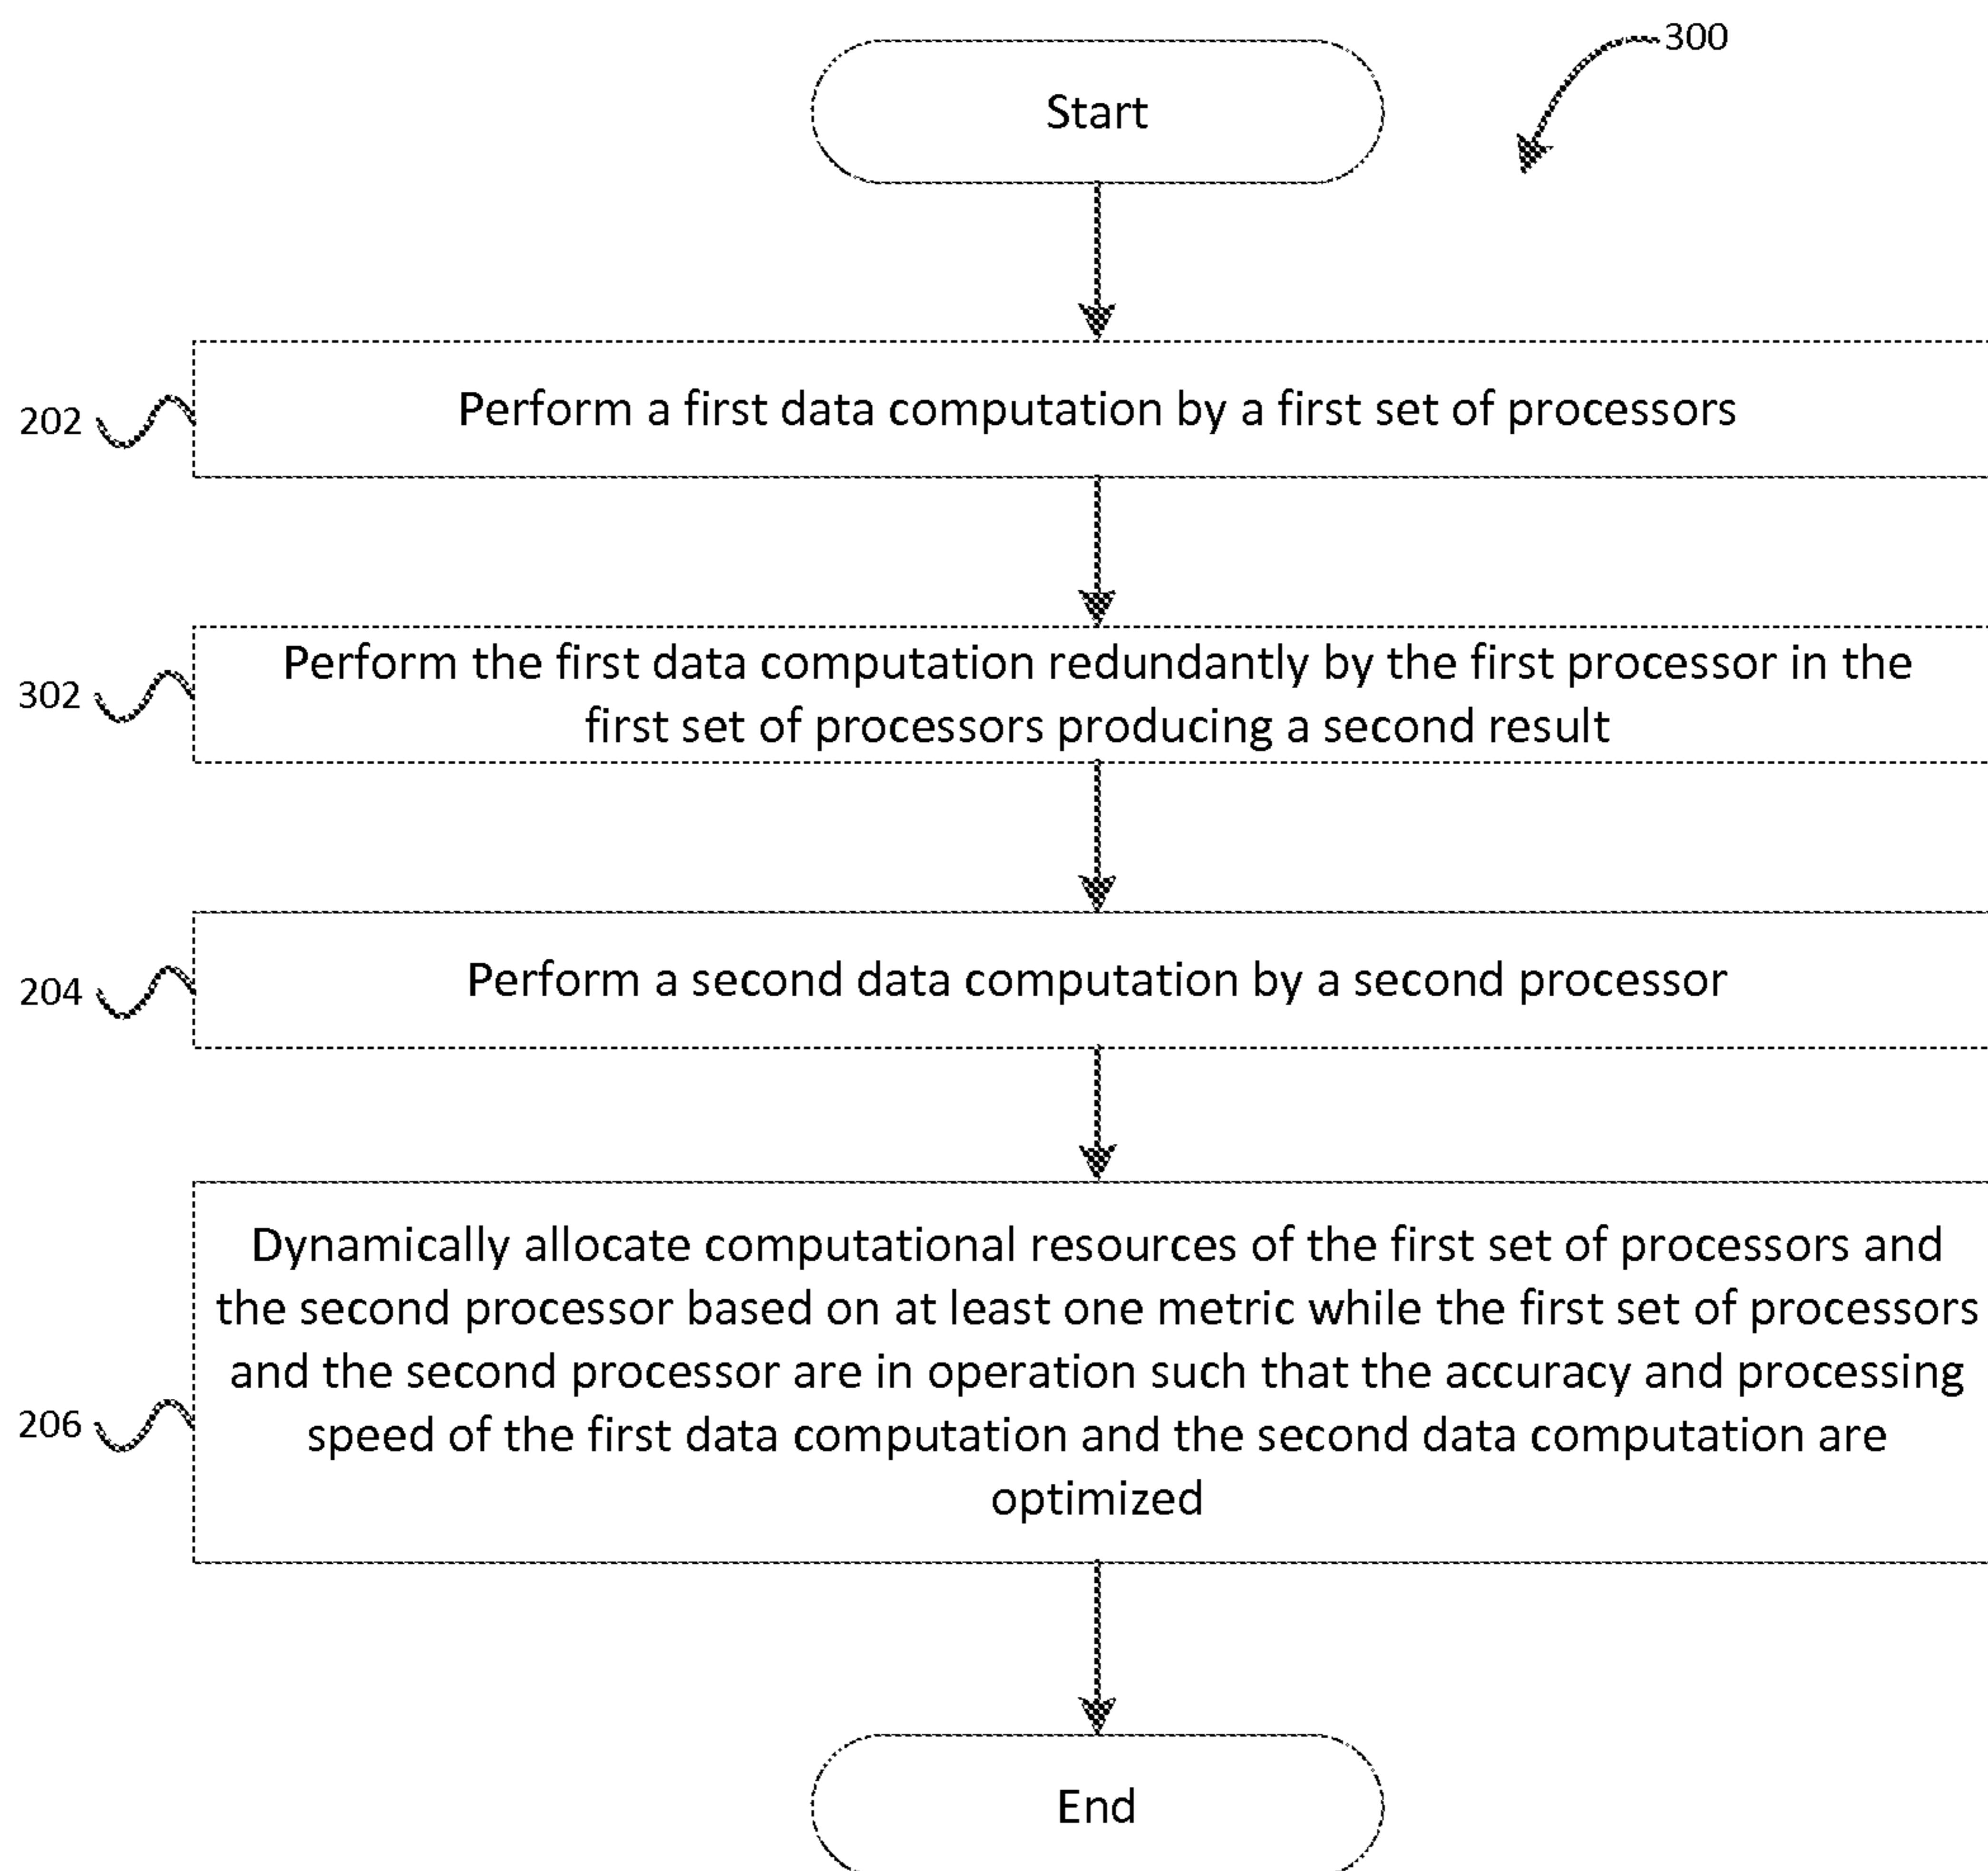 300
Start
202
Perform a first data computation by a first set of processors
302
Perform the first data computation redundantly by the first processor in the
first set of processors producing a second result
204
Perform a second data computation by a second processor
206
Dynamically allocate computational resources of the first set of processors and
the second processor based on at least one metric while the first set of processors
and the second processor are in operation such that the accuracy and processing
speed of the first data computation and the second data computation are
optimized
End